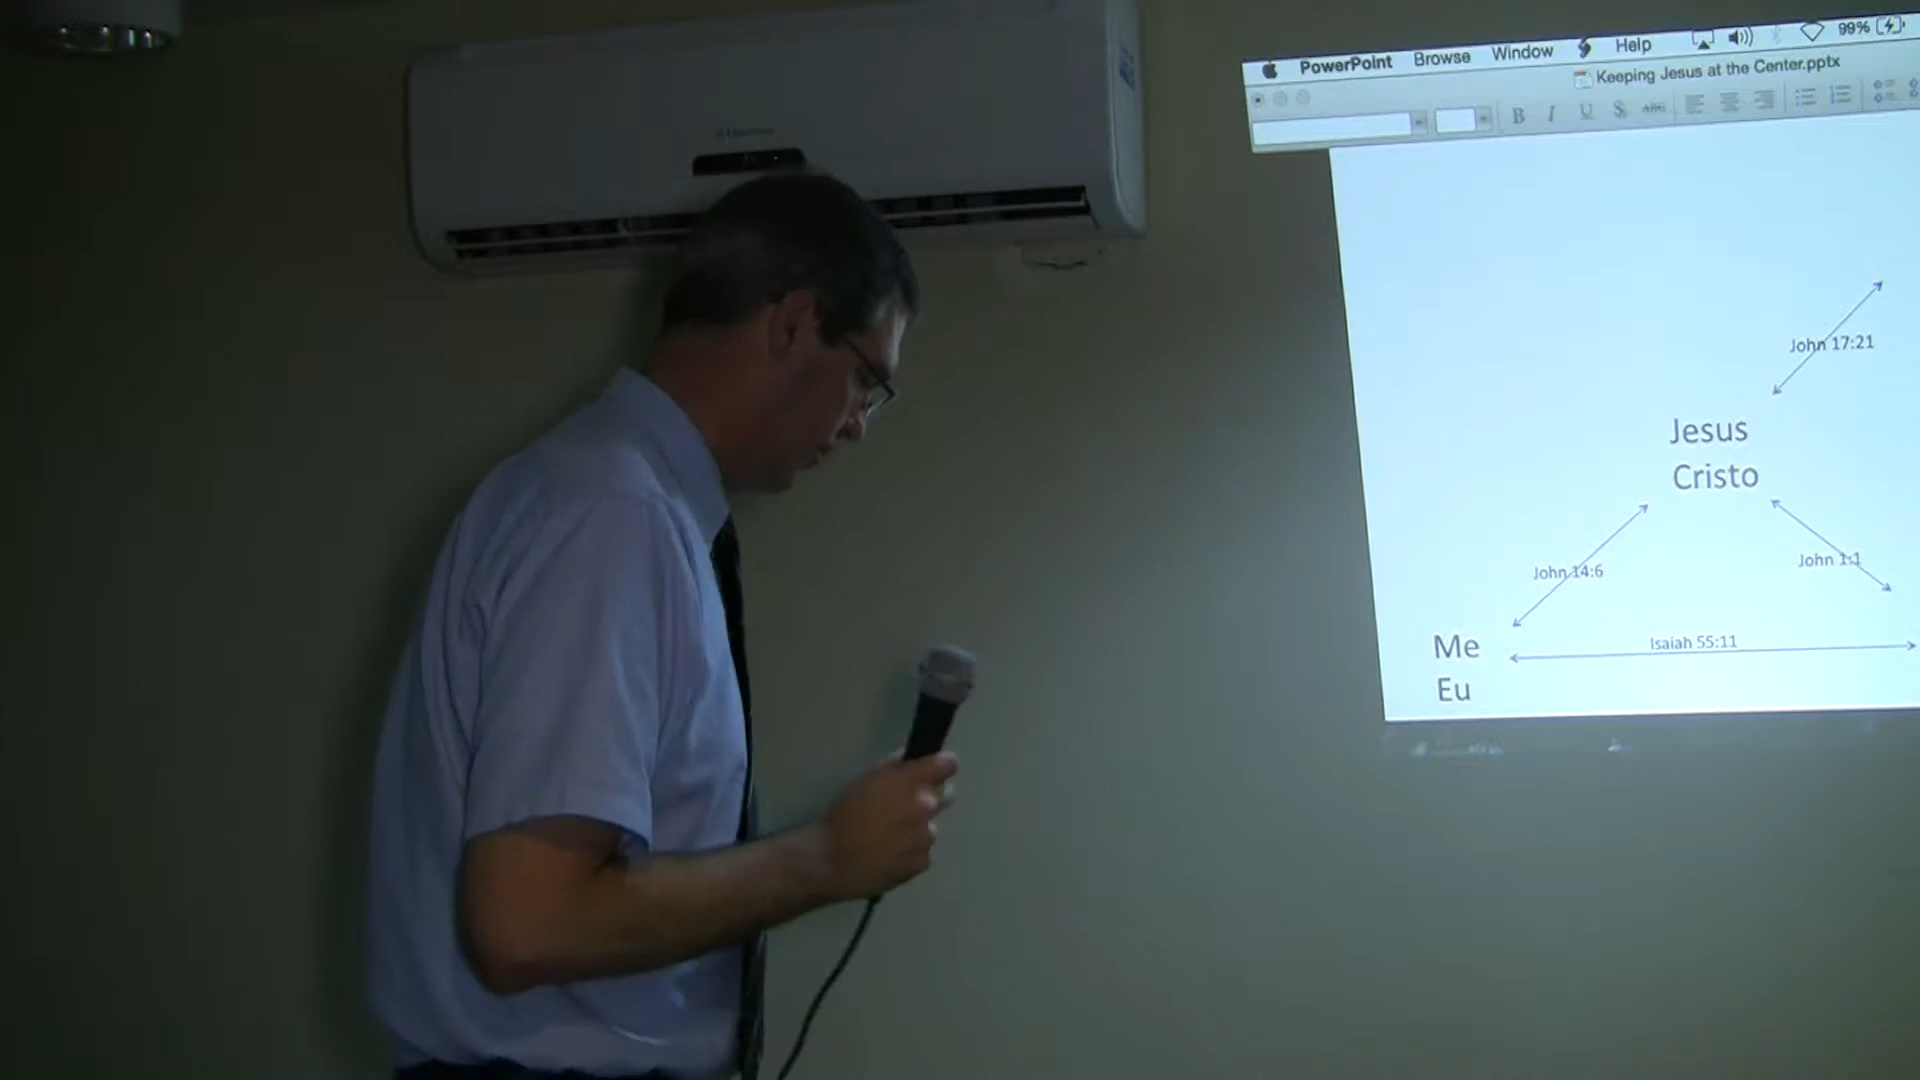 PowerPoint Browse Window Help 99%
Keeping Jesus at the Center.pptx
B I U S ABC
John 17:21
Jesus
Cristo
John 14:6
John 1:1
Me
Isaiah 55:11
Eu